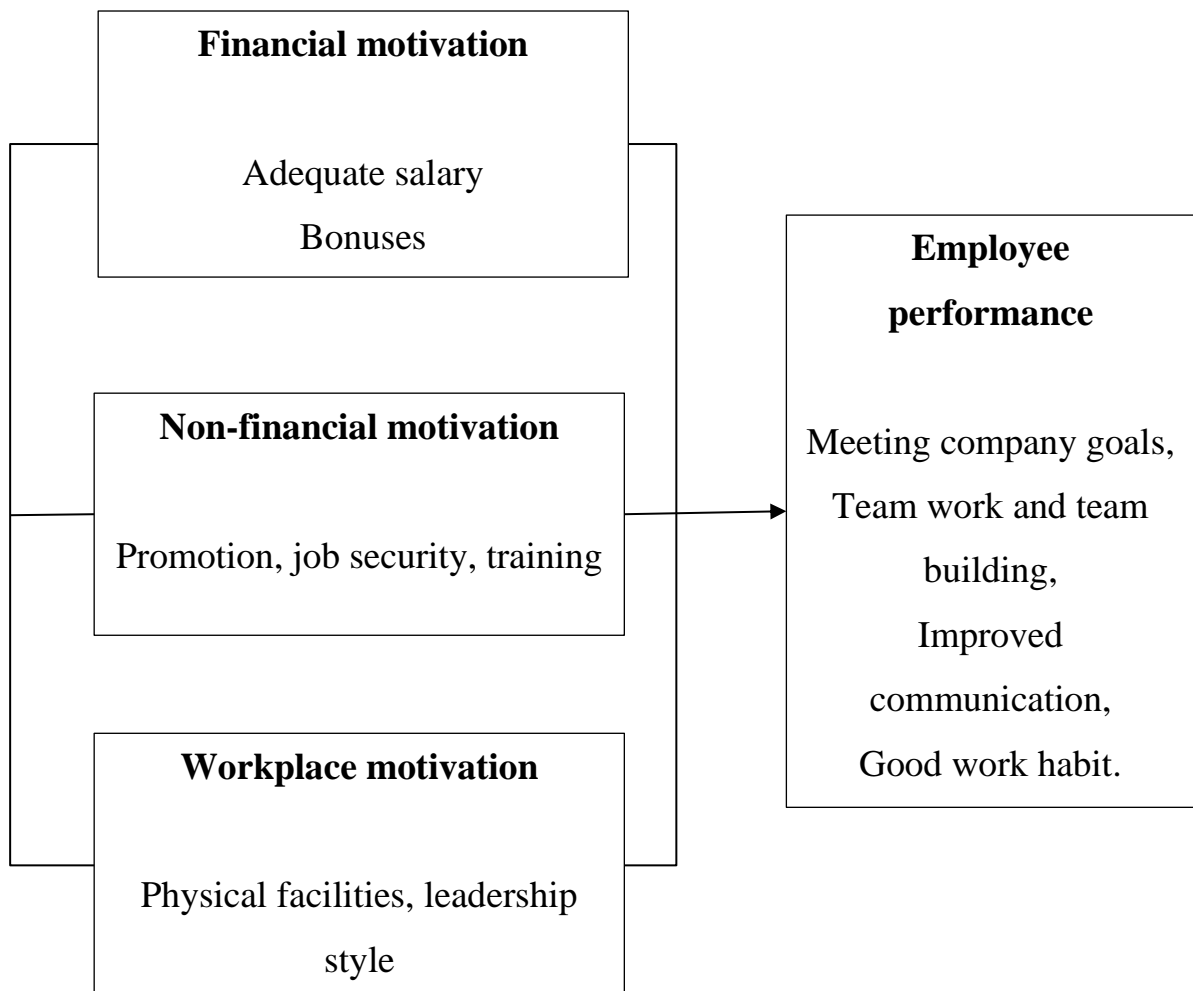 Financial motivation
Adequate salary
Bonuses
Non-financial motivation
Promotion, job security, training
Workplace motivation
Physical facilities, leadership
style
Employee
performance
Meeting company goals,
Team work and team
building,
Improved
communication,
Good work habit.